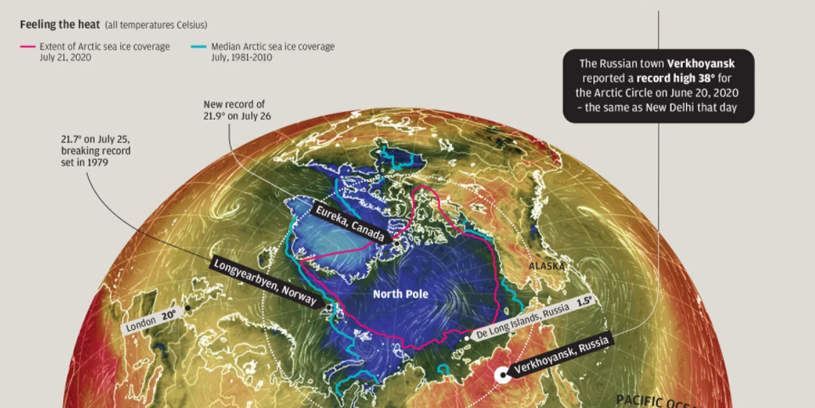 Feeling the heat (all temperatures Celsius)
Extent of Arctic sea ice coverage
July 21, 2020
Median Arctic sea ice coverage
July, 1981-2010
The Russian town Verkhoyansk
reported a record high 38° for
the Arctic Circle on June 20, 2020
– the same as New Delhi that day
New record of
21.9° on July 26
21.7° on July 25,
breaking record
set in 1979
Eureka, Canada
Longyearbyen, Norway
North Pole
ALASKA
London 20°
De Long Islands, Russia 1.5°
Verkhoyansk, Russia
PACIFIC OCE